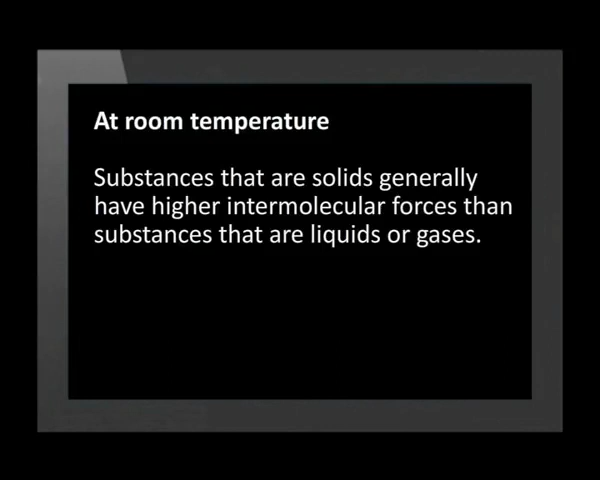 At room temperature
Substances that are solids generally
have higher intermolecular forces than
substances that are liquids or gases.